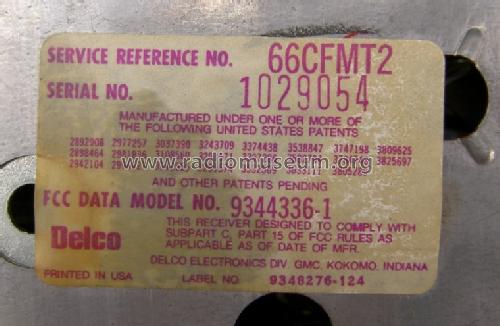 SERVICE REFERENCE NO. 66CFMT2
SERIAL NO. 1029054
MANUFACTURED UNDER ONE OR MORE OF
THE FOLLOWING UNITED STATES PATENTS
2892908 2977257 3037390 3243709 3374438 3538847 3747198 3809625
2898464 2981836
3825697
2942104
www.radiomuseum.org
AND OTHER PATENTS PENDING
FCC DATA MODEL NO. 9344336-1
THIS RECEIVER DESIGNED TO COMPLY WITH
SUBPART C, PART 15 OF FCC RULES AS
APPLICABLE AS OF DATE OF MFR.
Delco
DELCO ELECTRONICS DIV. GMC, KOKOMO, INDIANA
PRINTED IN USA LABEL NO. 9346276-124